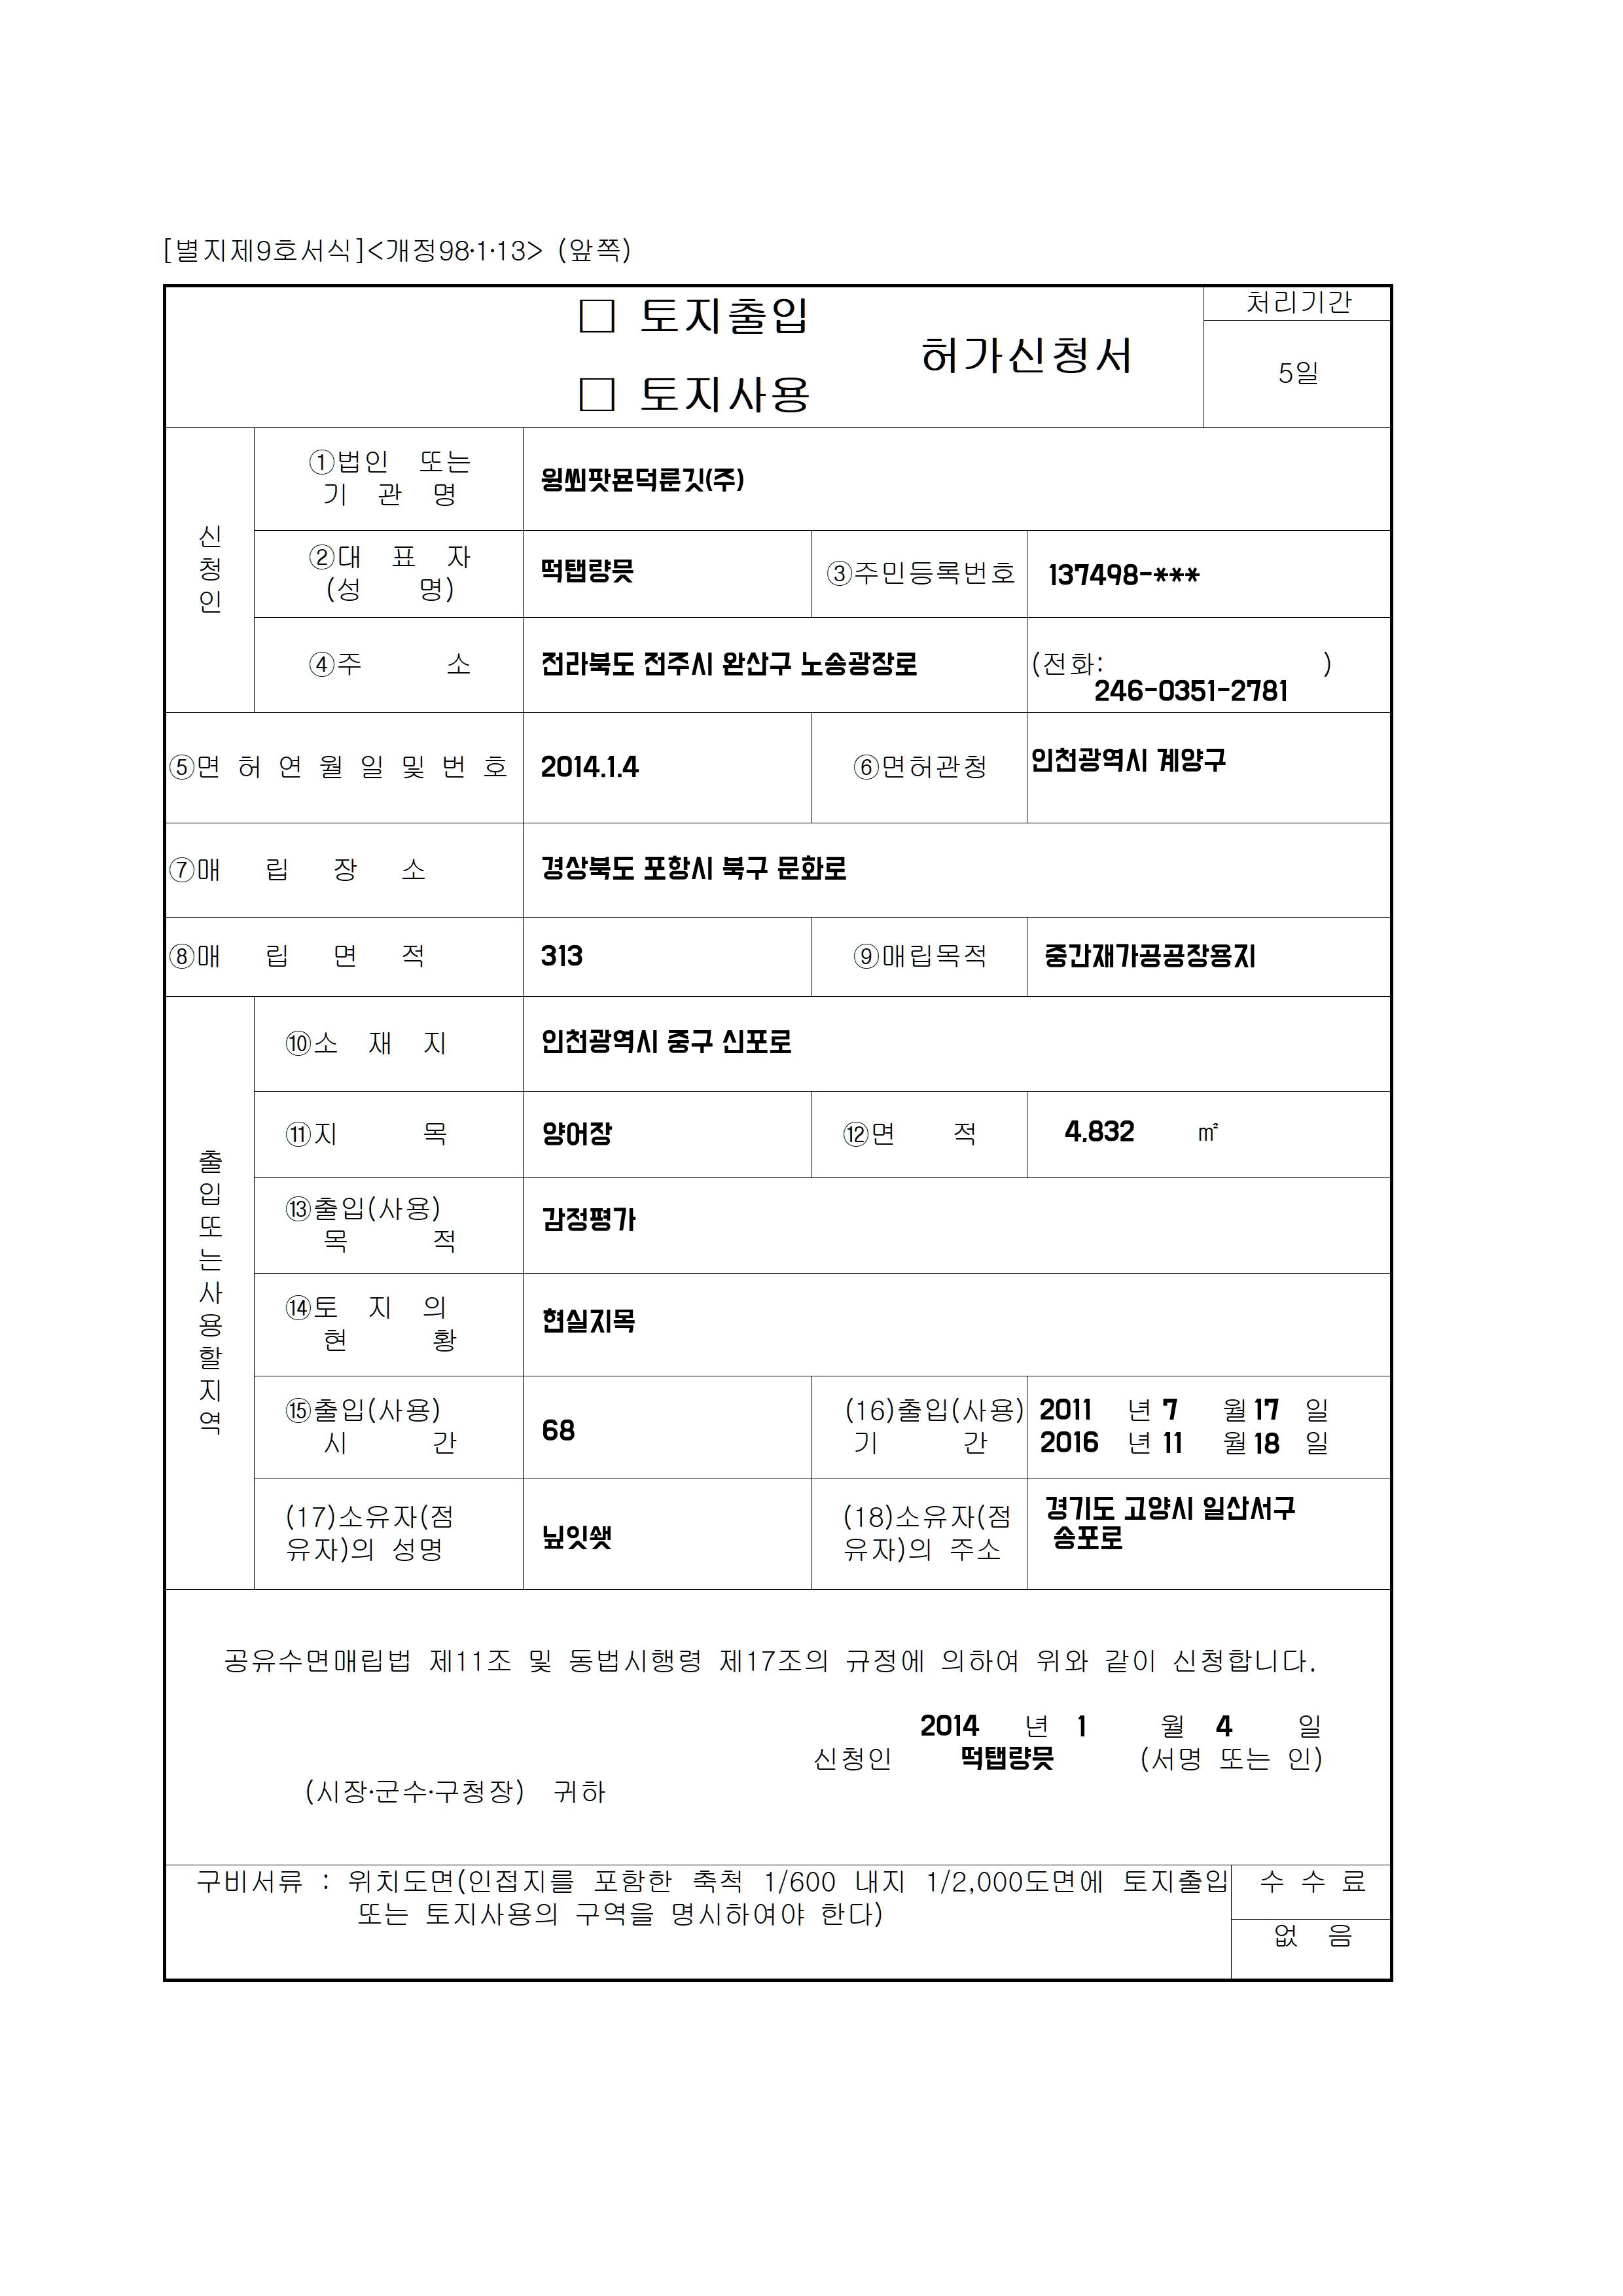 [별지제9호서식]<개정98·1·13> (앞쪽)
□ 토지출입
□ 토지사용
허가신청서
처리기간
5일
신청인
①법인 또는
기 관 명
윙쐬팟묜덕룬깃(주)
②대 표 자
(성 명)
떡탭량믓
③주민등록번호
137498-***
④주 소
전라북도 전주시 완산구 노송광장로
(전화: )
246-0351-2781
⑤면 허 연 월 일 및 번 호
2014.1.4
⑥면허관청
인천광역시 계양구
⑦매 립 장 소
경상북도 포항시 북구 문화로
⑧매 립 면 적
313
⑨매립목적
중간재가공공장용지
출입또는사용할지역
⑩소 재 지
인천광역시 중구 신포로
⑪지 목
양어장
⑫면 적
4.832 ㎡
⑬출입(사용)
목 적
감정평가
⑭토 지 의
현 황
현실지목
⑮출입(사용)
시 간
68
(16)출입(사용)
기 간
2011 년 7 월 17 일
2016 년 11 월 18 일
(17)소유자(점
유자)의 성명
닢잇쇗
(18)소유자(점
유자)의 주소
경기도 고양시 일산서구
송포로
공유수면매립법 제11조 및 동법시행령 제17조의 규정에 의하여 위와 같이 신청합니다.
2014 년 1 월 4 일
신청인 떡탭량믓 (서명 또는 인)
(시장·군수·구청장) 귀하
구비서류 : 위치도면(인접지를 포함한 축척 1/600 내지 1/2,000도면에 토지출입
또는 토지사용의 구역을 명시하여야 한다)
수 수 료
없 음